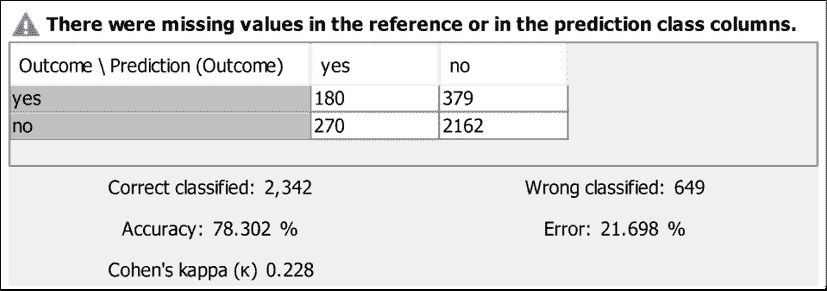 There were missing values in the reference or in the prediction class columns.
Outcome \ Prediction (Outcome) yes no
yes 180 379
no 270 2162
Correct classified: 2,342 Wrong classified: 649
Accuracy: 78.302 % Error: 21.698 %
Cohen's kappa (κ) 0.228